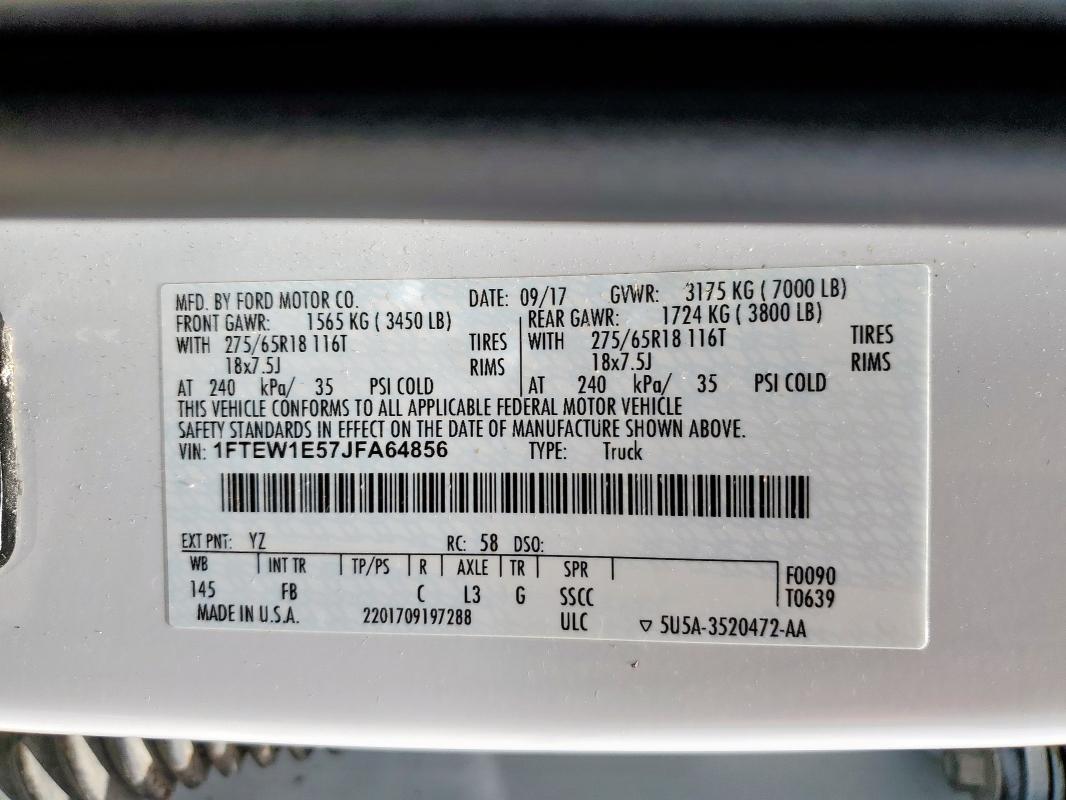 MFD. BY FORD MOTOR CO. DATE: 09/17 GVWR: 3175 KG ( 7000 LB)
FRONT GAWR: 1565 KG ( 3450 LB) REAR GAWR: 1724 KG ( 3800 LB)
WITH 275/65R18 116T TIRES WITH 275/65R18 116T TIRES
18x7.5J RIMS 18x7.5J RIMS
AT 240 kPa/ 35 PSI COLD AT 240 kPa/ 35 PSI COLD
THIS VEHICLE CONFORMS TO ALL APPLICABLE FEDERAL MOTOR VEHICLE
SAFETY STANDARDS IN EFFECT ON THE DATE OF MANUFACTURE SHOWN ABOVE.
VIN: 1FTEW1E57JFA64856 TYPE: Truck
EXT PNT: YZ RC: 58 DSO:
WB INT TR TP/PS R AXLE TR SPR F0090
145 FB C L3 G SSCC T0639
MADE IN U.S.A. 2201709197288 ULC ▽ 5U5A-3520472-AA